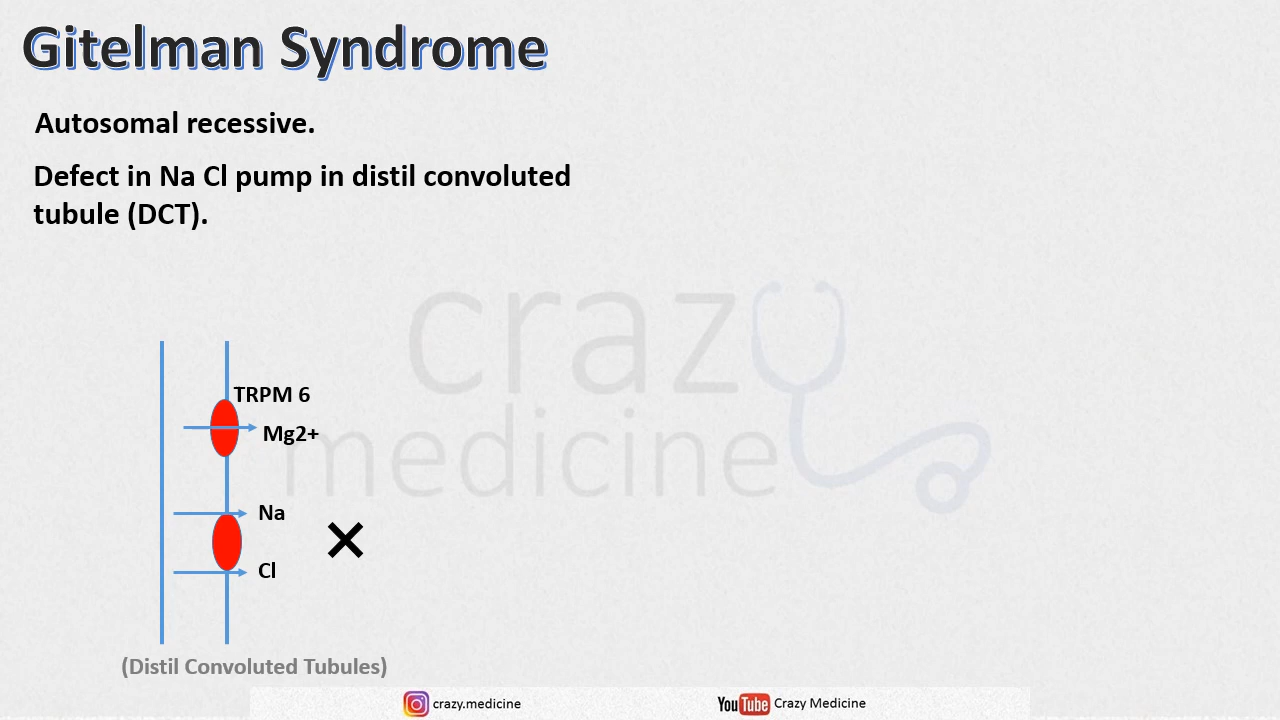 Gitelman Syndrome
Autosomal recessive.
Defect in Na Cl pump in distil convoluted
tubule (DCT).
crazy
medicine
TRPM 6
Mg2+
Na
Cl
(Distil Convoluted Tubules)
crazy.medicine
YouTube Crazy Medicine